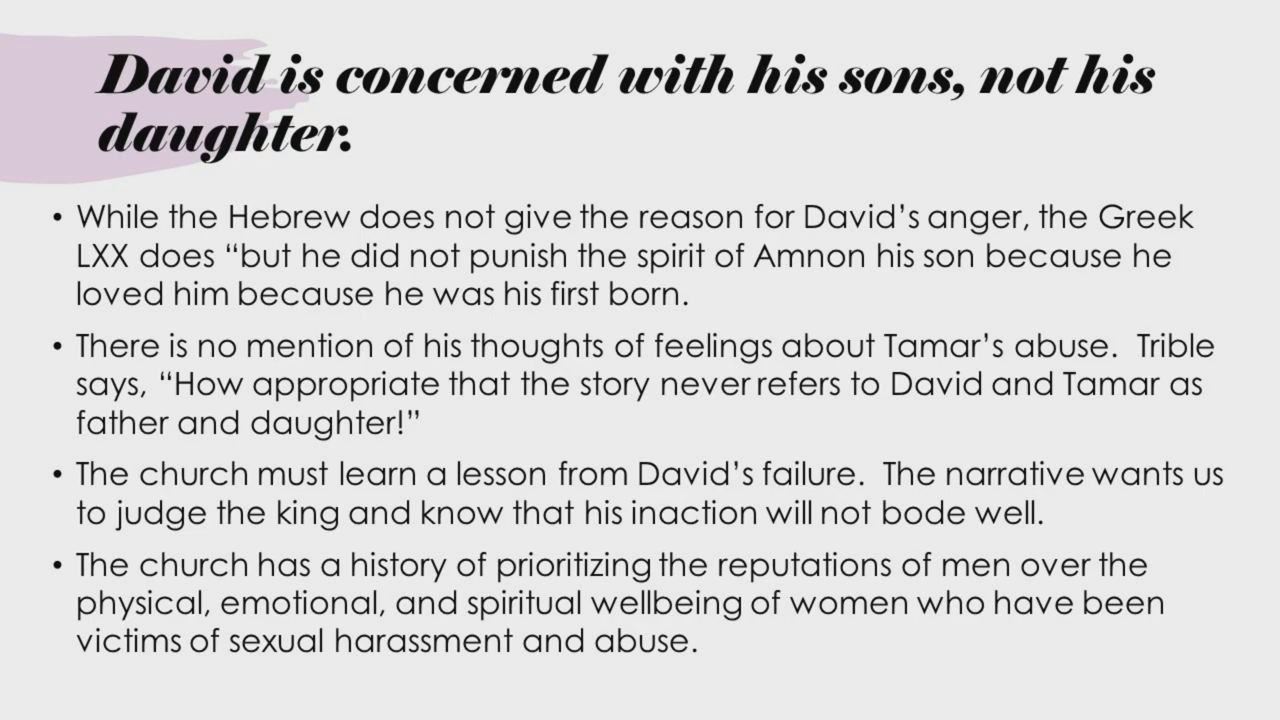 David is concerned with his sons, not his
daughter.
• While the Hebrew does not give the reason for David’s anger, the Greek
LXX does “but he did not punish the spirit of Amnon his son because he
loved him because he was his first born.
• There is no mention of his thoughts of feelings about Tamar’s abuse.  Trible
says, “How appropriate that the story never refers to David and Tamar as
father and daughter!”
• The church must learn a lesson from David’s failure.  The narrative wants us
to judge the king and know that his inaction will not bode well.
• The church has a history of prioritizing the reputations of men over the
physical, emotional, and spiritual wellbeing of women who have been
victims of sexual harassment and abuse.